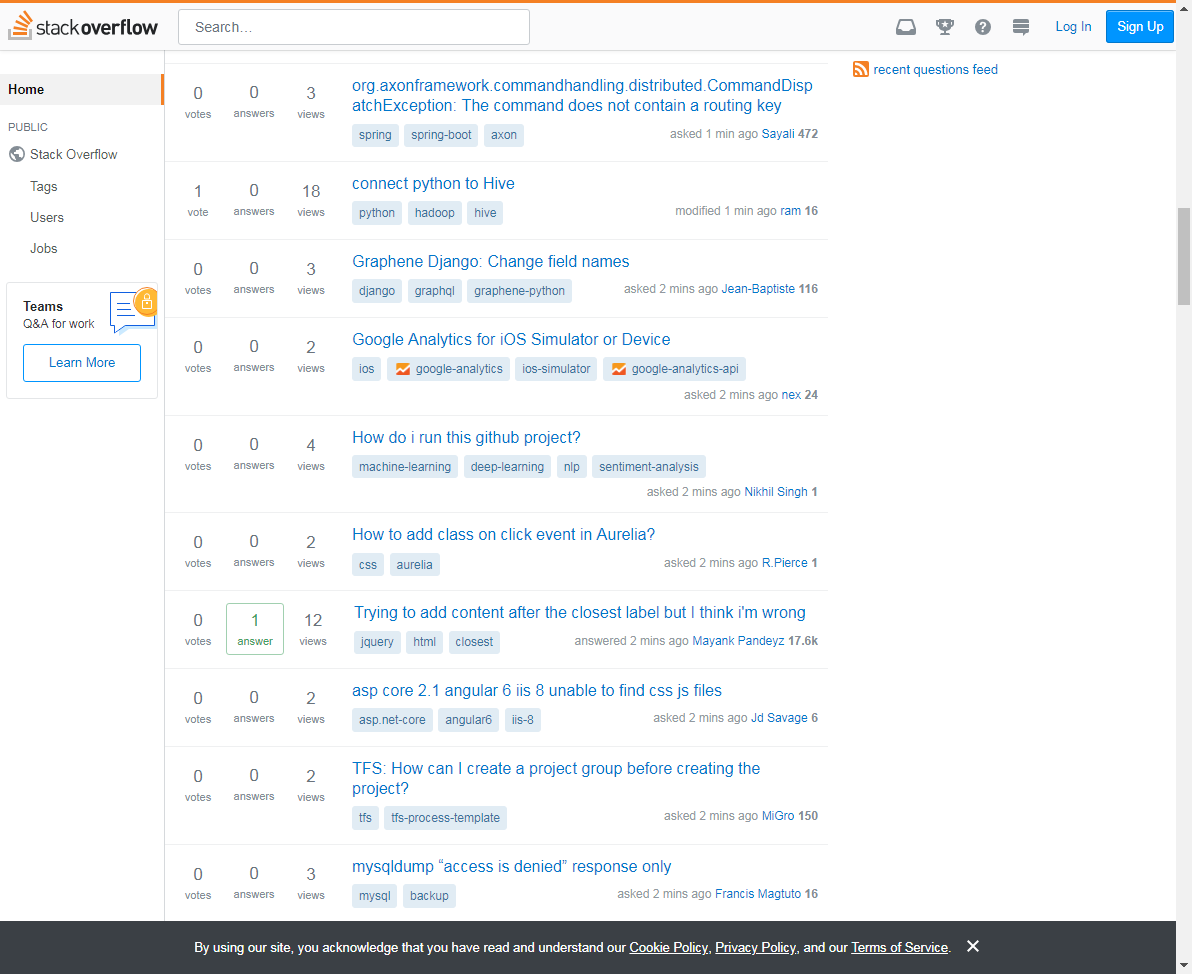 stackoverflow
Search…
Log In
Sign Up
Home
PUBLIC
Stack Overflow
Tags
Users
Jobs
Teams
Q&A for work
Learn More
0 votes 0 answers 3 views
org.axonframework.commandhandling.distributed.CommandDisp
atchException: The command does not contain a routing key
spring spring-boot axon
asked 1 min ago Sayali 472
1 vote 0 answers 18 views
connect python to Hive
python hadoop hive
modified 1 min ago ram 16
0 votes 0 answers 3 views
Graphene Django: Change field names
django graphql graphene-python
asked 2 mins ago Jean-Baptiste 116
0 votes 0 answers 2 views
Google Analytics for iOS Simulator or Device
ios google-analytics ios-simulator google-analytics-api
asked 2 mins ago nex 24
0 votes 0 answers 4 views
How do i run this github project?
machine-learning deep-learning nlp sentiment-analysis
asked 2 mins ago Nikhil Singh 1
0 votes 0 answers 2 views
How to add class on click event in Aurelia?
css aurelia
asked 2 mins ago R.Pierce 1
0 votes 1 answer 12 views
Trying to add content after the closest label but I think i'm wrong
jquery html closest
answered 2 mins ago Mayank Pandeyz 17.6k
0 votes 0 answers 2 views
asp core 2.1 angular 6 iis 8 unable to find css js files
asp.net-core angular6 iis-8
asked 2 mins ago Jd Savage 6
0 votes 0 answers 2 views
TFS: How can I create a project group before creating the
project?
tfs tfs-process-template
asked 2 mins ago MiGro 150
0 votes 0 answers 3 views
mysqldump “access is denied” response only
mysql backup
asked 2 mins ago Francis Magtuto 16
recent questions feed
By using our site, you acknowledge that you have read and understand our Cookie Policy, Privacy Policy, and our Terms of Service.